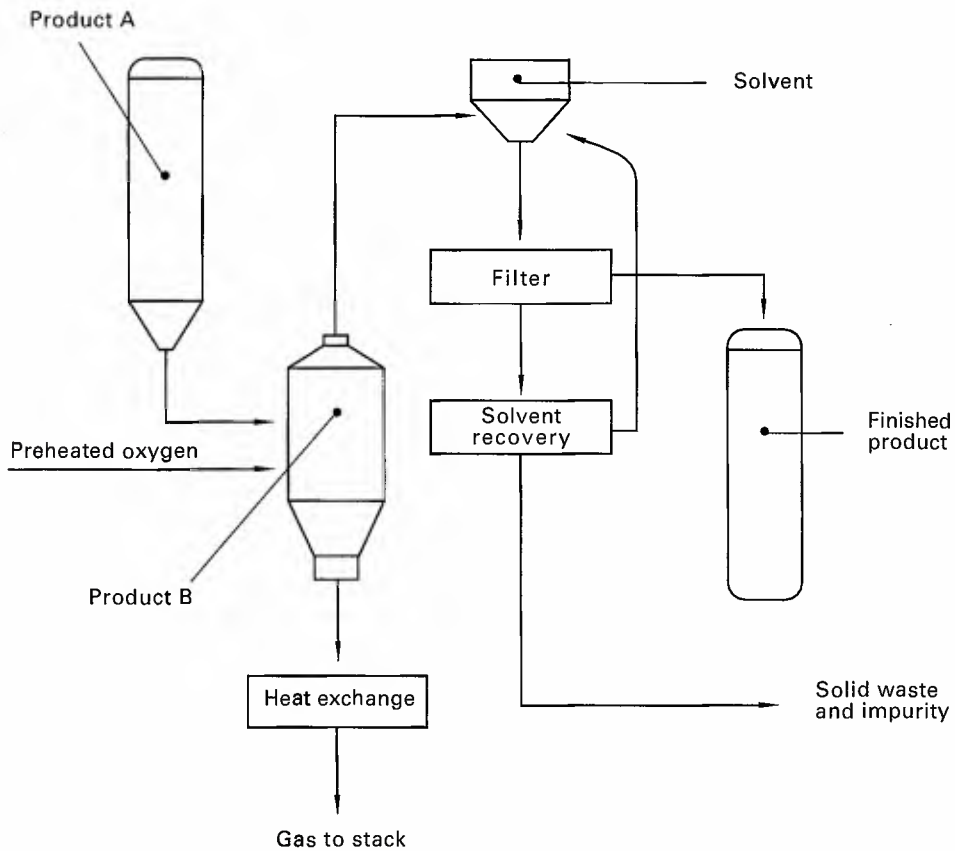 Product A
Solvent
Filter
Solvent
recovery
Finished
product
Preheated oxygen
Product B
Heat exchange
Solid waste
and impurity
Gas to stack